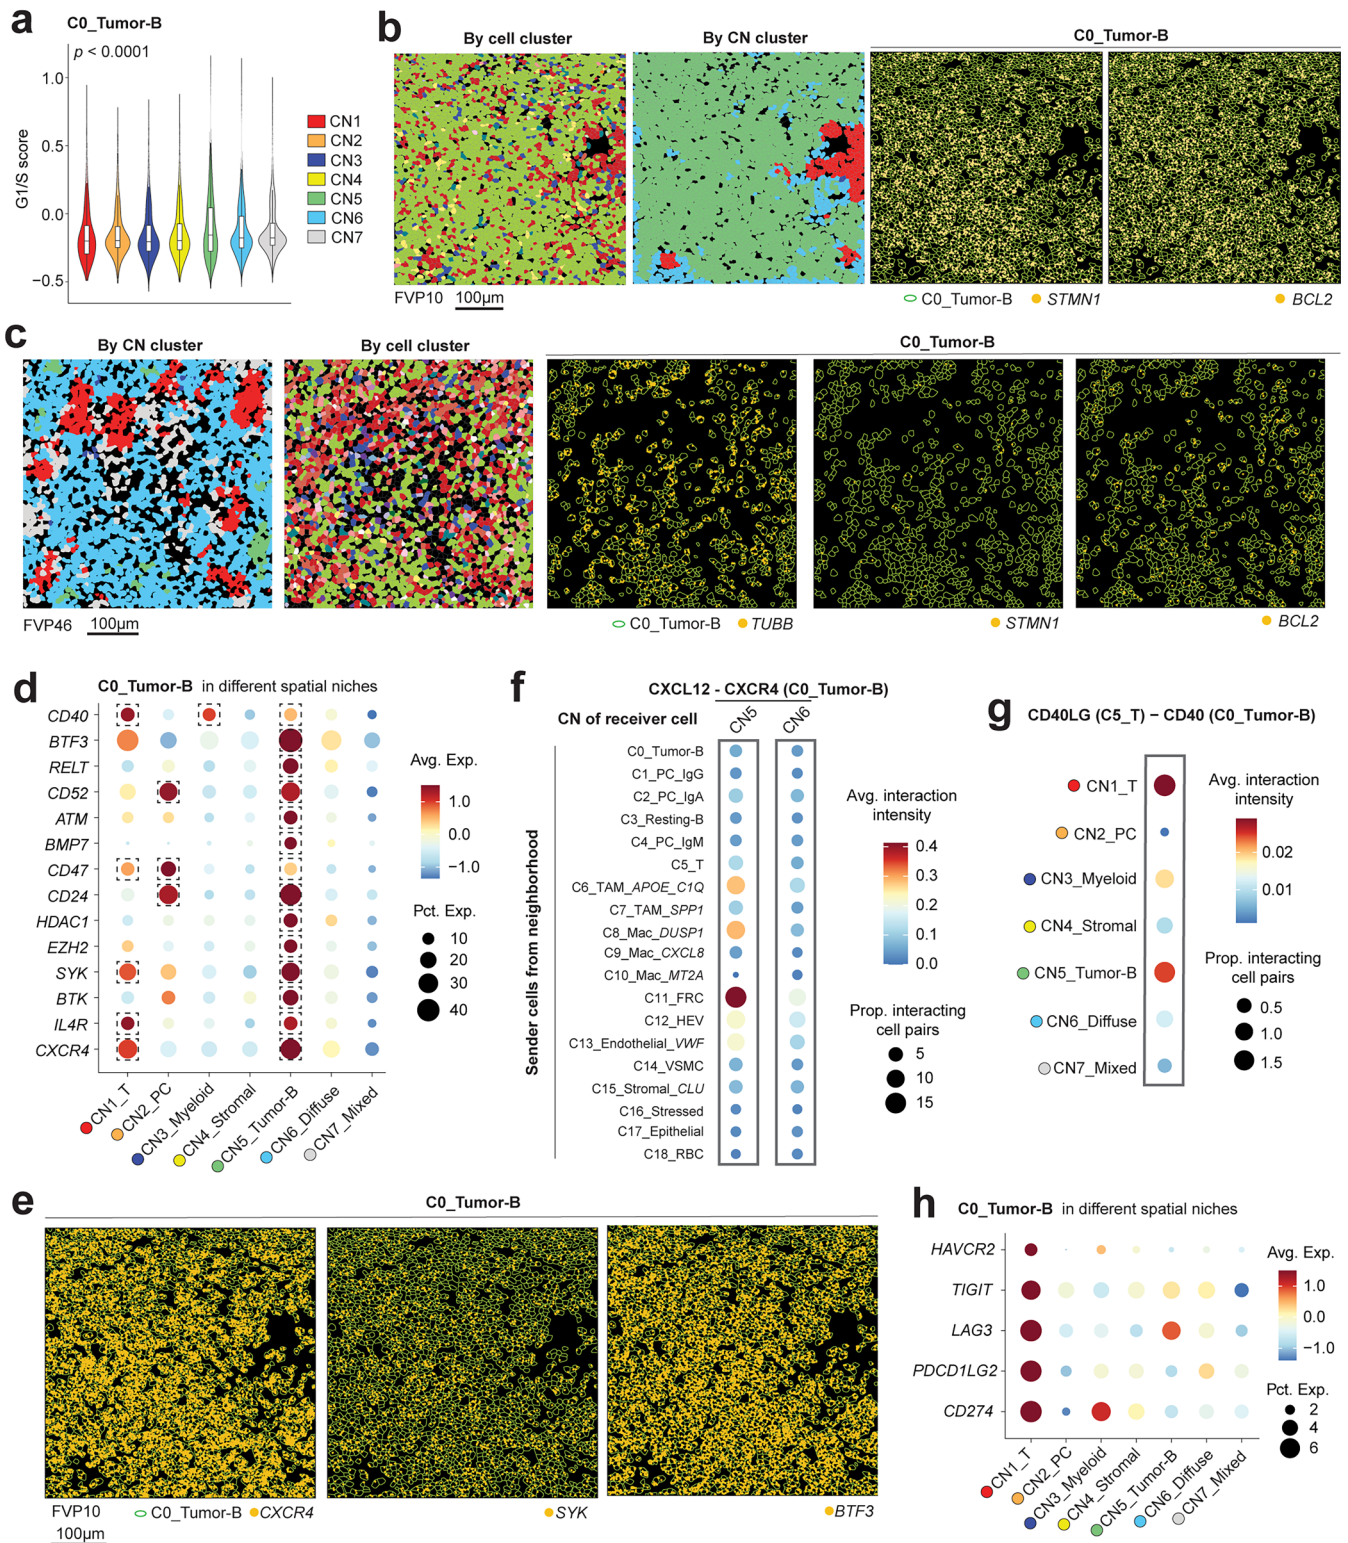 a
C0_Tumor-B
p < 0.0001
G1/S score
1.0
0.5
0.0
−0.5
CN1
CN2
CN3
CN4
CN5
CN6
CN7
b
By cell cluster
By CN cluster
C0_Tumor-B
FVP10
100µm
C0_Tumor-B
STMN1
BCL2
c
By CN cluster
By cell cluster
C0_Tumor-B
FVP46
100µm
C0_Tumor-B
TUBB
STMN1
BCL2
d
C0_Tumor-B in different spatial niches
CD40
BTF3
RELT
CD52
ATM
BMP7
CD47
CD24
HDAC1
EZH2
SYK
BTK
IL4R
CXCR4
CN1_T
CN2_PC
CN3_Myeloid
CN4_Stromal
CN5_Tumor-B
CN6_Diffuse
CN7_Mixed
Avg. Exp.
1.0
0.0
−1.0
Pct. Exp.
10
20
30
40
f
CXCL12 - CXCR4 (C0_Tumor-B)
CN of receiver cell
CN5
CN6
Sender cells from neighborhood
C0_Tumor-B
C1_PC_IgG
C2_PC_IgA
C3_Resting-B
C4_PC_IgM
C5_T
C6_TAM_APOE_C1Q
C7_TAM_SPP1
C8_Mac_DUSP1
C9_Mac_CXCL8
C10_Mac_MT2A
C11_FRC
C12_HEV
C13_Endothelial_VWF
C14_VSMC
C15_Stromal_CLU
C16_Stressed
C17_Epithelial
C18_RBC
Avg. interaction
intensity
0.4
0.3
0.2
0.1
0.0
Prop. interacting
cell pairs
5
10
15
g
CD40LG (C5_T) − CD40 (C0_Tumor-B)
CN1_T
CN2_PC
CN3_Myeloid
CN4_Stromal
CN5_Tumor-B
CN6_Diffuse
CN7_Mixed
Avg. interaction
intensity
0.02
0.01
Prop. interacting
cell pairs
0.5
1.0
1.5
e
C0_Tumor-B
FVP10
100µm
C0_Tumor-B
CXCR4
SYK
BTF3
h
C0_Tumor-B in different spatial niches
HAVCR2
TIGIT
LAG3
PDCD1LG2
CD274
CN1_T
CN2_PC
CN3_Myeloid
CN4_Stromal
CN5_Tumor-B
CN6_Diffuse
CN7_Mixed
Avg. Exp.
1.0
0.0
−1.0
Pct. Exp.
2
4
6